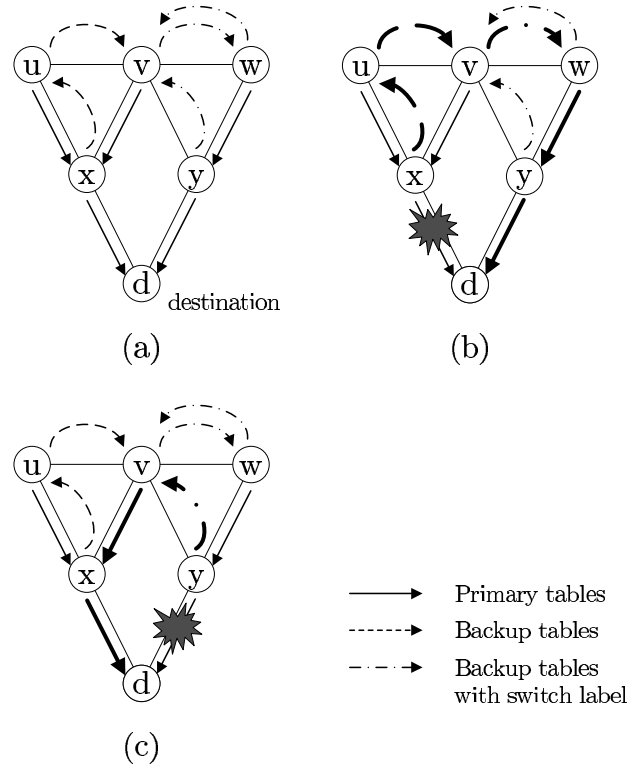 u v w
x y
d
destination
(a)
u v w
x y
d
(b)
u v w
x y
d
(c)
Primary tables
Backup tables
Backup tables
with switch label